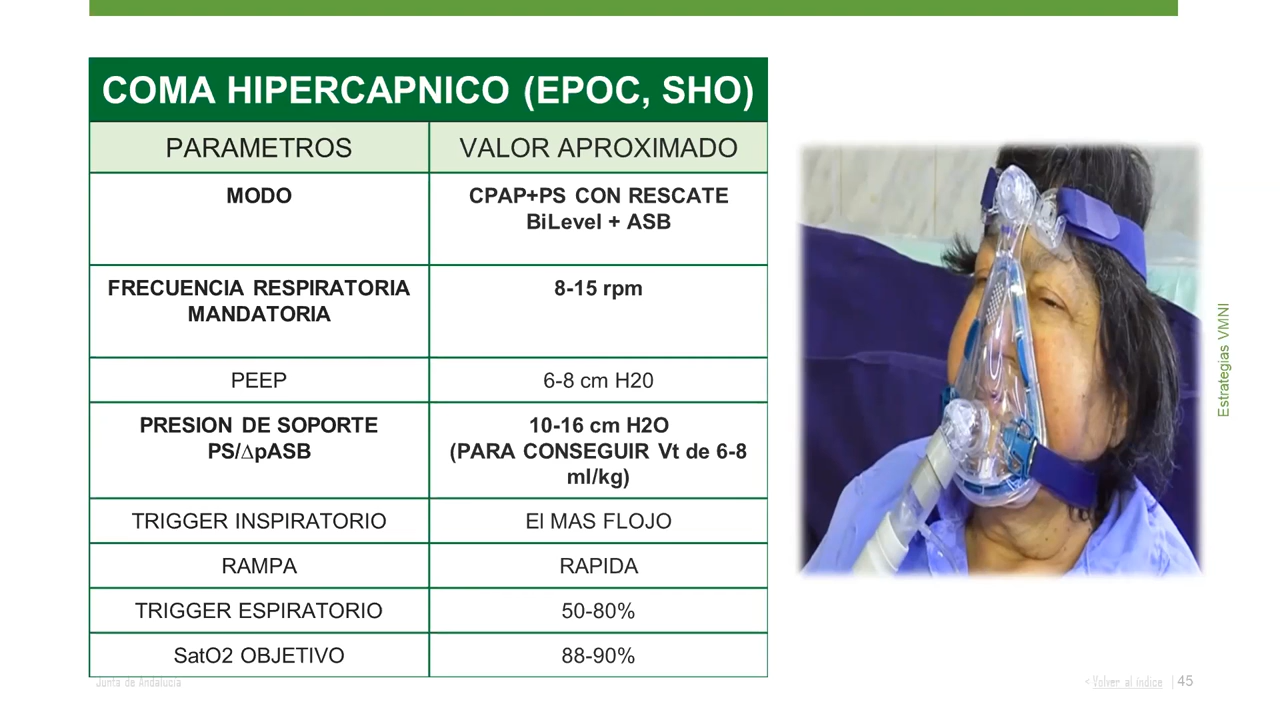 COMA HIPERCAPNICO (EPOC, SHO)
PARAMETROS
VALOR APROXIMADO
MODO
CPAP+PS CON RESCATE
BiLevel + ASB
FRECUENCIA RESPIRATORIA
MANDATORIA
8-15 rpm
PEEP
6-8 cm H20
PRESION DE SOPORTE
PS/∆pASB
10-16 cm H2O
(PARA CONSEGUIR Vt de 6-8
ml/kg)
TRIGGER INSPIRATORIO
El MAS FLOJO
RAMPA
RAPIDA
TRIGGER ESPIRATORIO
50-80%
SatO2 OBJETIVO
88-90%
Estrategias VMNI
Junta de Andalucía
< Volver al índice | 45